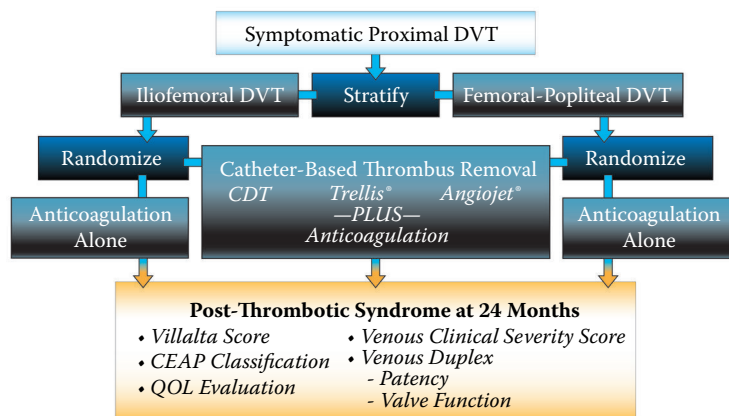 Symptomatic Proximal DVT
Iliofemoral DVT
Stratify
Femoral-Popliteal DVT
Randomize
Catheter-Based Thrombus Removal
CDT Trellis® Angiojet®
—PLUS—
Anticoagulation
Randomize
Anticoagulation
Alone
Anticoagulation
Alone
Post-Thrombotic Syndrome at 24 Months
• Villalta Score
• CEAP Classification
• QOL Evaluation
• Venous Clinical Severity Score
• Venous Duplex
- Patency
- Valve Function